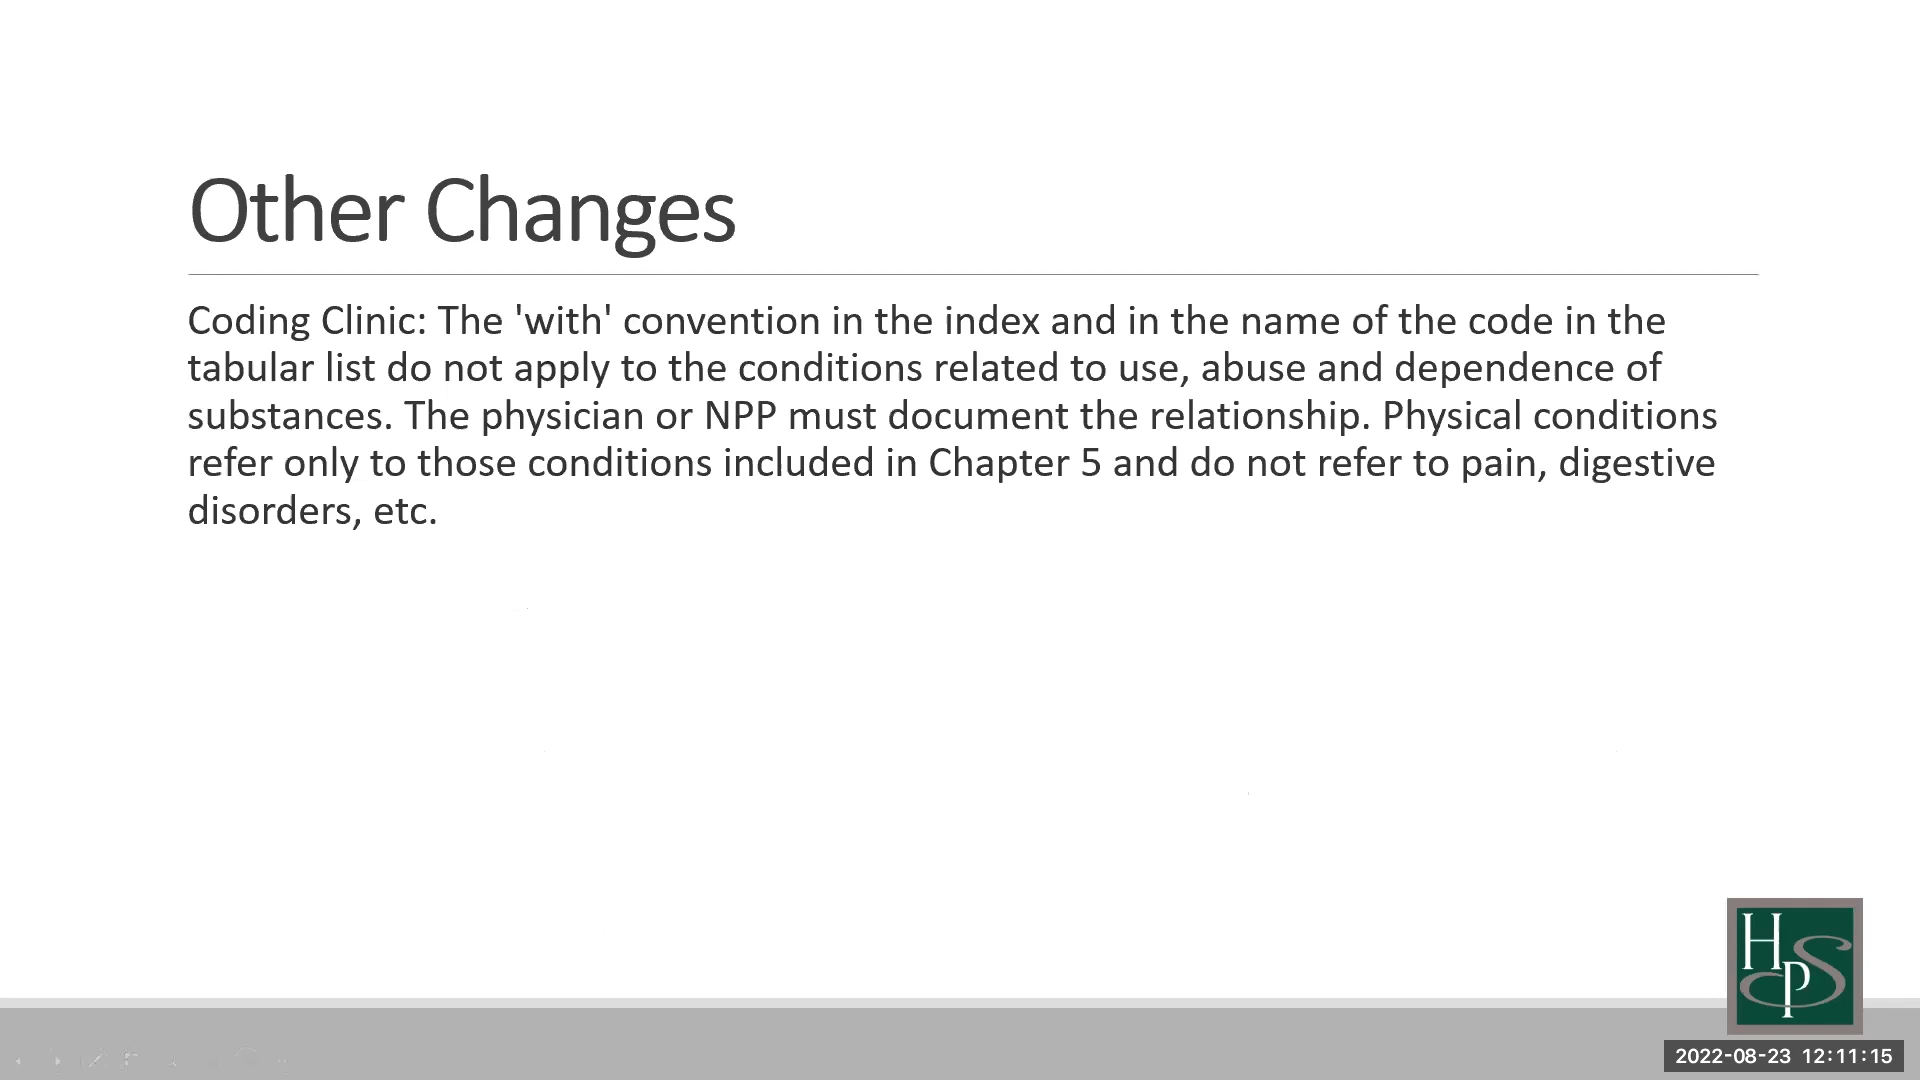 Other Changes
Coding Clinic: The 'with' convention in the index and in the name of the code in the
tabular list do not apply to the conditions related to use, abuse and dependence of
substances. The physician or NPP must document the relationship. Physical conditions
refer only to those conditions included in Chapter 5 and do not refer to pain, digestive
disorders, etc.
HPS
2022-08-23 12:11:15